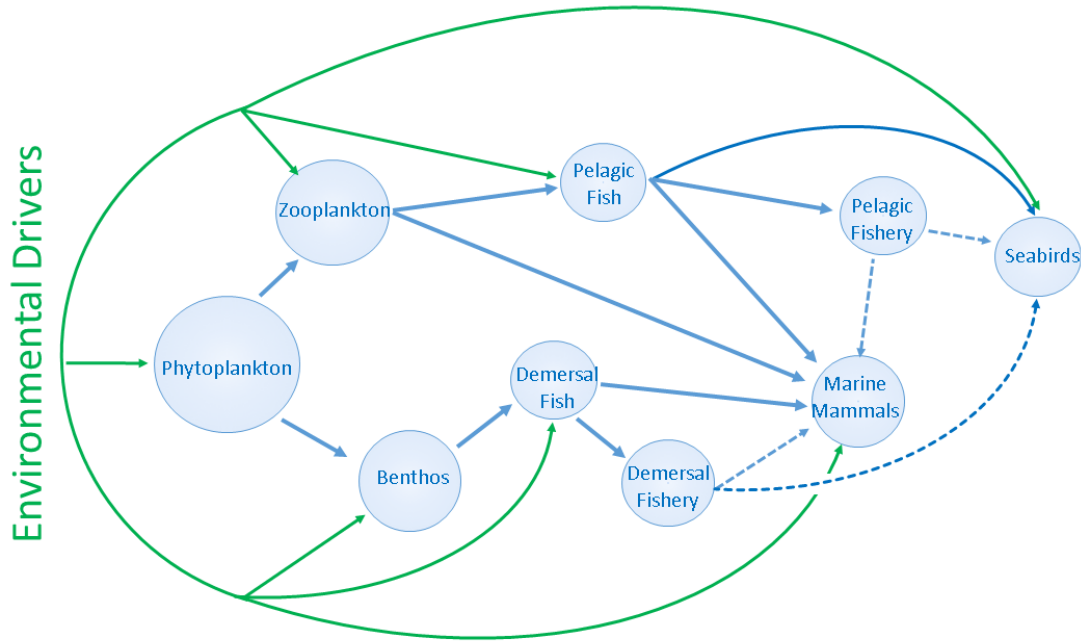 Environmental Drivers
Zooplankton
Pelagic
Fish
Pelagic
Fishery
Seabirds
Phytoplankton
Demersal
Fish
Marine
Mammals
Benthos
Demersal
Fishery